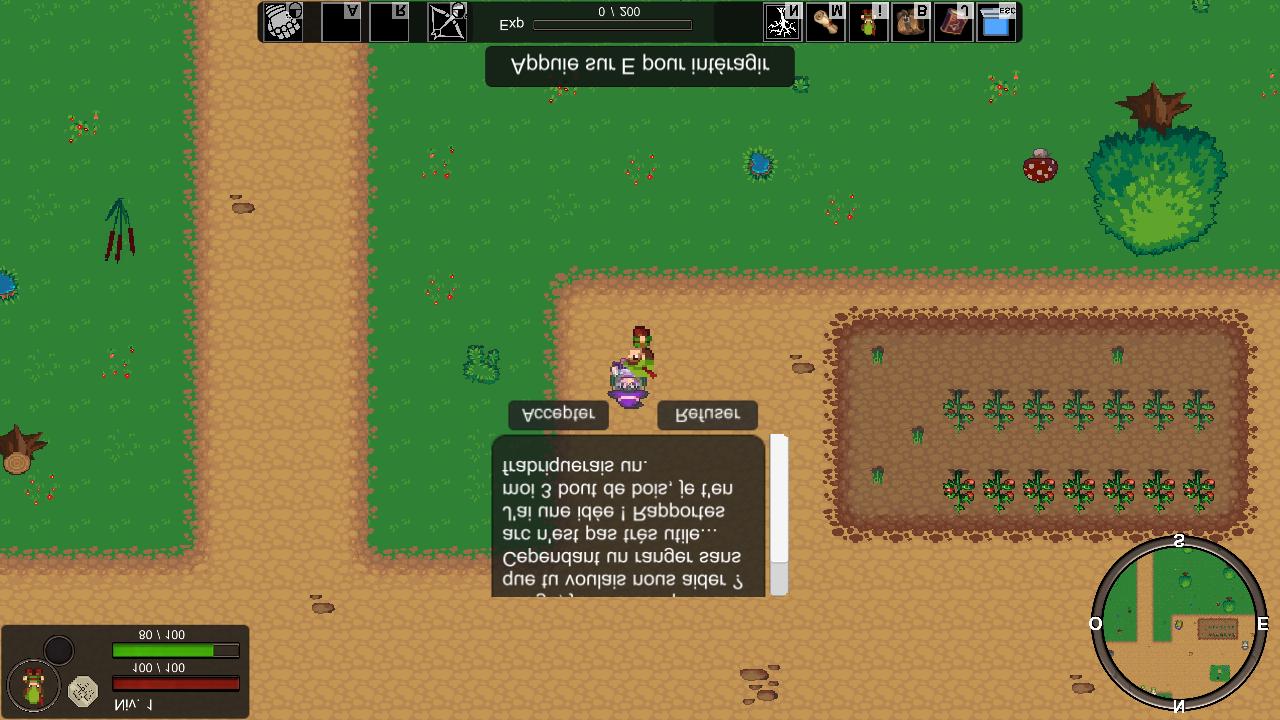 Niv. 1
100 / 100
80 / 100
N
O
E
S
que tu voulais nous aider ?
Cependant un ranger sans
arc n'est pas très utile...
J'ai une idée ! Rapportes
moi 3 bout de bois, je t'en
frabriquerais un.
Accepter
Refuser
Appuie sur E pour intéragir
A
R
Exp
0 / 200
N
M
i
B
J
ESC